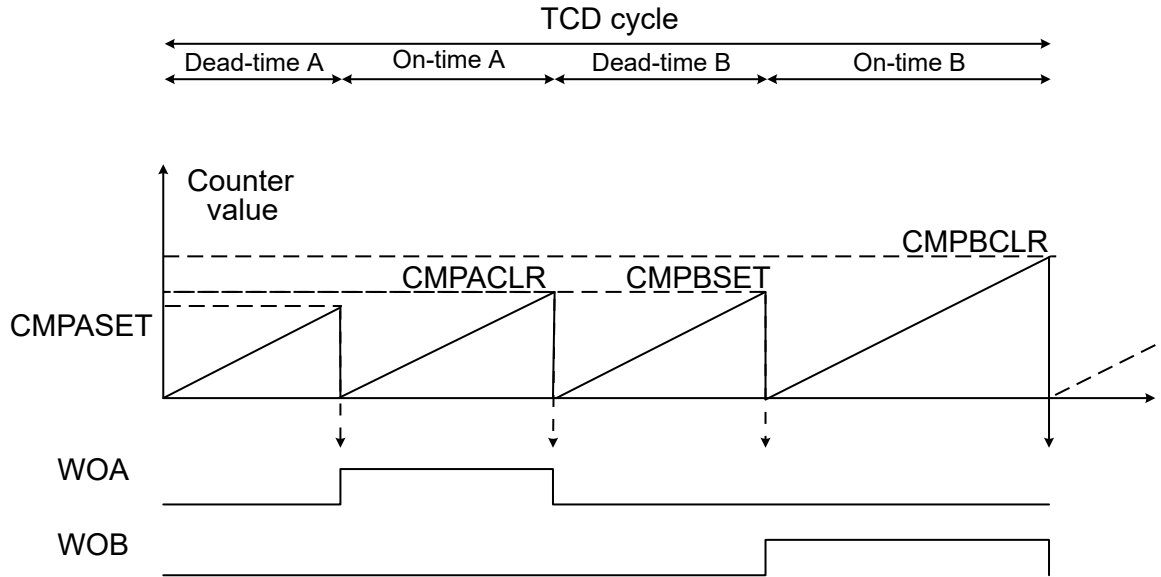 TCD cycle
Dead-time A
On-time A
Dead-time B
On-time B
Counter
value
CMPBCLR
CMPACLR
CMPBSET
CMPASET
WOA
WOB